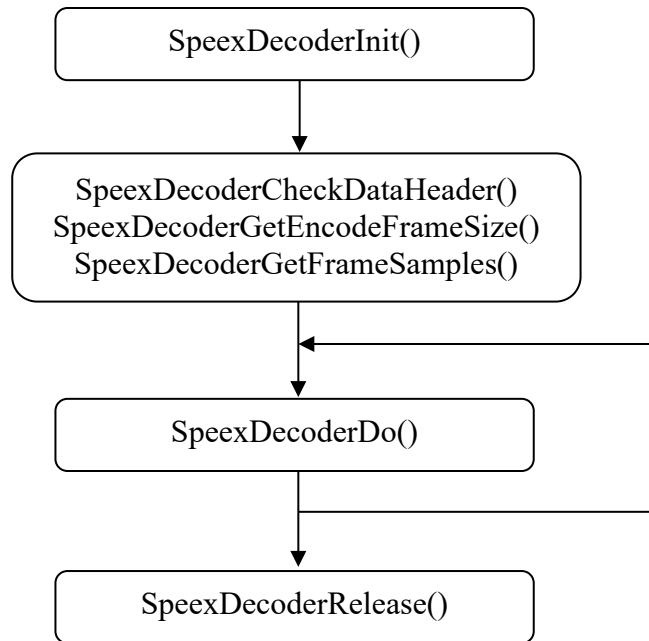 SpeexDecoderInit()
SpeexDecoderCheckDataHeader()
SpeexDecoderGetEncodeFrameSize()
SpeexDecoderGetFrameSamples()
SpeexDecoderDo()
SpeexDecoderRelease()